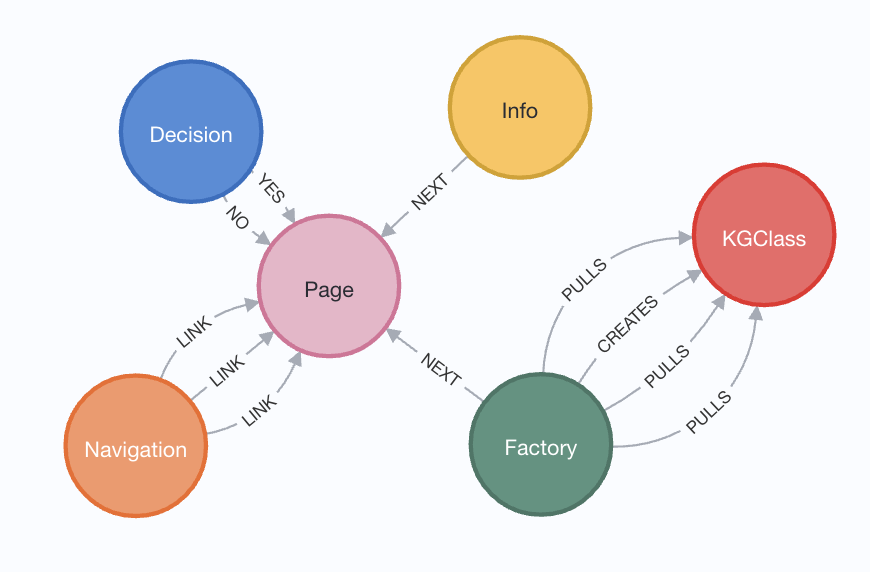 Info
Decision
YES
NEXT
NO
KGClass
PULLS
Page
CREATES
LINK
LINK
NEXT
PULLS
LINK
PULLS
Navigation
Factory